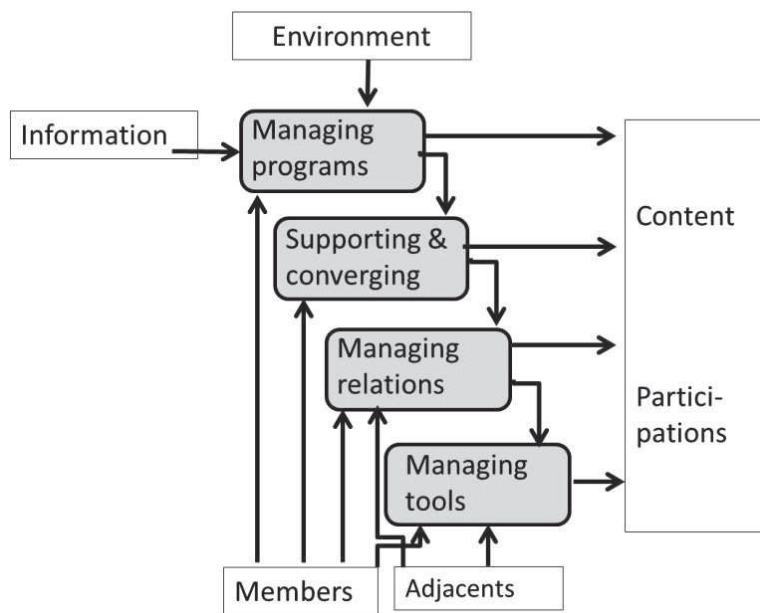 Environment
Information
Managing
programs
Content
Supporting &
converging
Managing
relations
Partici-
pations
Managing
tools
Members
Adjacents